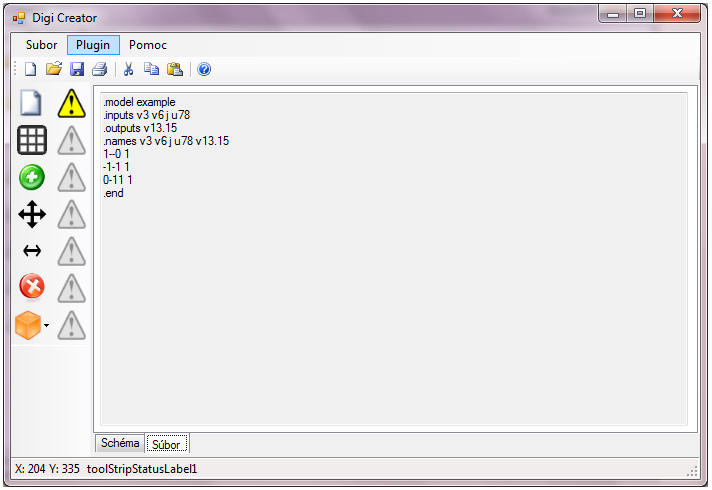 Digi Creator
Subor Plugin Pomoc
.model example
.inputs v3 v6 j u78
.outputs v13.15
.names v3 v6 j u78 v13.15
1--0 1
-1-1 1
0-11 1
.end
Schéma Súbor
X: 204 Y: 335 toolStripStatusLabel1